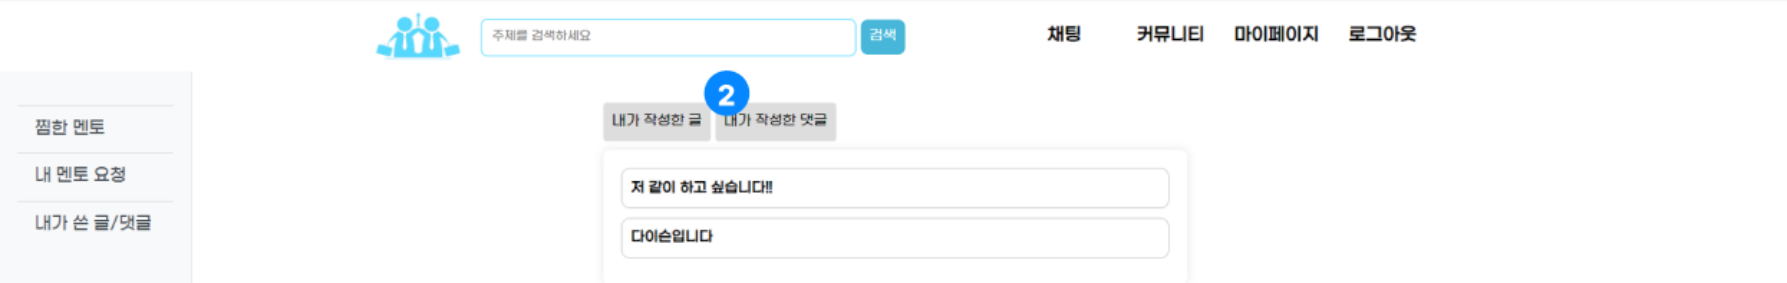 주제를 검색하세요
검색
채팅
커뮤니티
마이페이지
로그아웃
찜한 멘토
내 멘토 요청
내가 쓴 글/댓글
2
내가 작성한 글
내가 작성한 댓글
저 같이 하고 싶습니다!!
다이슨입니다